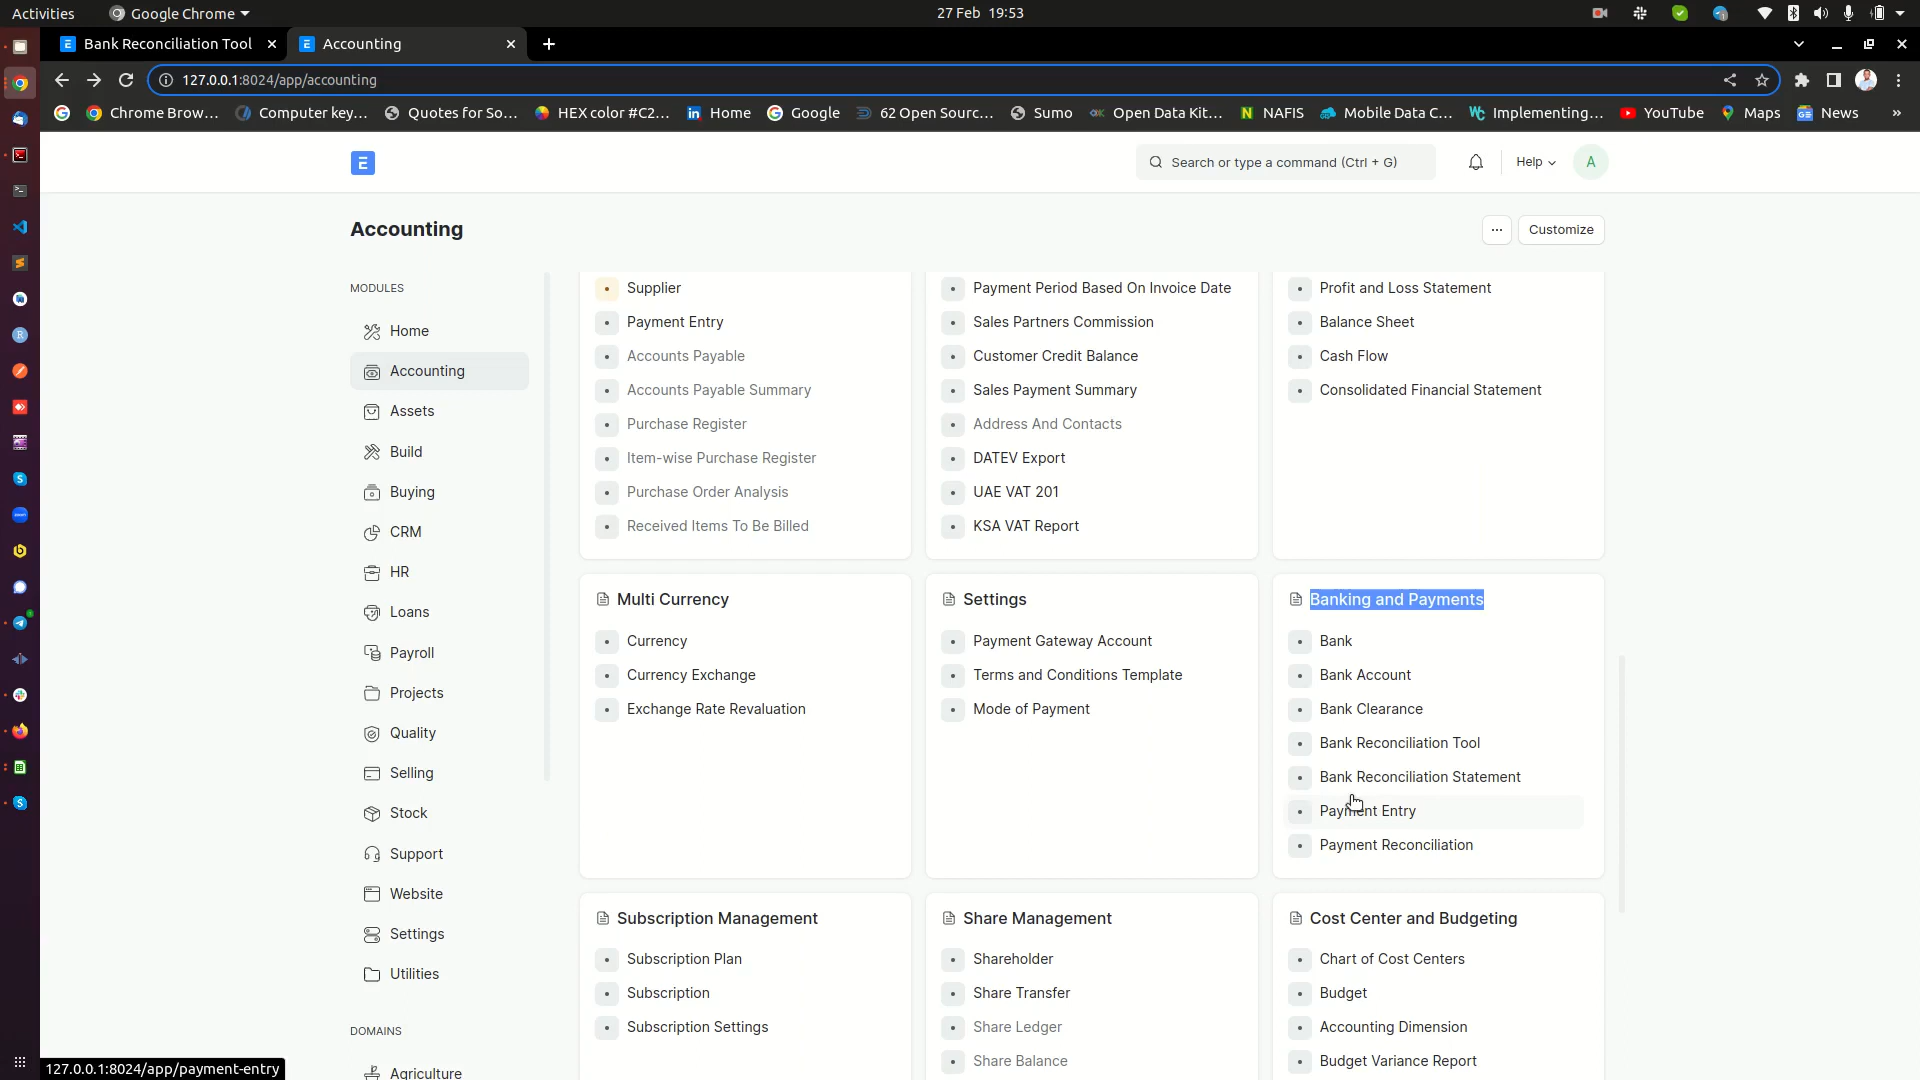 Activities
Google Chrome
27 Feb 19:53
Bank Reconciliation Tool
Accounting
127.0.0.1:8024/app/accounting
Chrome Brow...
Computer key...
Quotes for So...
HEX color #C2...
Home
Google
62 Open Sourc...
Sumo
Open Data Kit...
NAFIS
Mobile Data C...
Implementing...
YouTube
Maps
News
»
E
Search or type a command (Ctrl + G)
Help
A
Accounting
...
Customize
MODULES
Home
Accounting
Assets
Build
Buying
CRM
HR
Loans
Payroll
Projects
Quality
Selling
Stock
Support
Website
Settings
Utilities
DOMAINS
Agriculture
Supplier
Payment Entry
Accounts Payable
Accounts Payable Summary
Purchase Register
Item-wise Purchase Register
Purchase Order Analysis
Received Items To Be Billed
Payment Period Based On Invoice Date
Sales Partners Commission
Customer Credit Balance
Sales Payment Summary
Address And Contacts
DATEV Export
UAE VAT 201
KSA VAT Report
Profit and Loss Statement
Balance Sheet
Cash Flow
Consolidated Financial Statement
Multi Currency
Currency
Currency Exchange
Exchange Rate Revaluation
Settings
Payment Gateway Account
Terms and Conditions Template
Mode of Payment
Banking and Payments
Bank
Bank Account
Bank Clearance
Bank Reconciliation Tool
Bank Reconciliation Statement
Payment Entry
Payment Reconciliation
Subscription Management
Subscription Plan
Subscription
Subscription Settings
Share Management
Shareholder
Share Transfer
Share Ledger
Share Balance
Cost Center and Budgeting
Chart of Cost Centers
Budget
Accounting Dimension
Budget Variance Report
127.0.0.1:8024/app/payment-entry